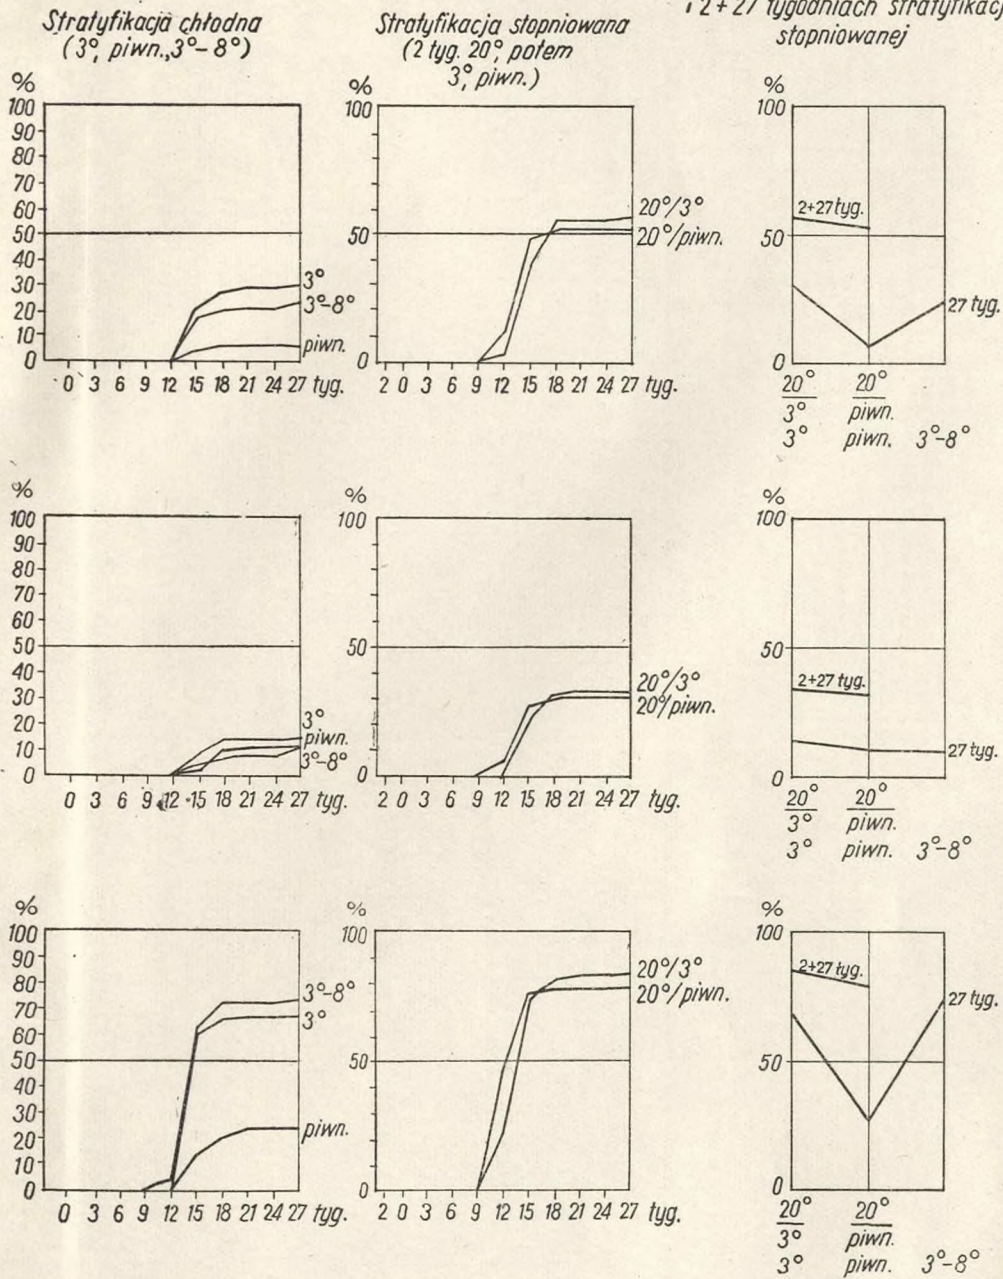 Stratyfikacja chłodna
(3°, piwn., 3°–8°)
Stratyfikacja stopniowana
(2 tyg. 20°, potem
3°, piwn.)
i 2+27 tygodniach stratyfikacji
stopniowanej
%
100
90
80
70
60
50
40
30
20
10
0
3°
3°–8°
piwn.
0 3 6 9 12 15 18 21 24 27 tyg.
%
100
50
0
20°/3°
20°/piwn.
2 0 3 6 9 12 15 18 21 24 27 tyg.
%
100
50
0
2+27 tyg.
27 tyg.
20° 20°
3° piwn.
3° piwn. 3°–8°
%
100
90
80
70
60
50
40
30
20
10
0
3°
piwn.
3°–8°
0 3 6 9 12 15 18 21 24 27 tyg.
%
100
50
0
20°/3°
20°/piwn.
2 0 3 6 9 12 15 18 21 24 27 tyg.
%
100
50
0
2+27 tyg.
27 tyg.
20° 20°
3° piwn.
3° piwn. 3°–8°
%
100
90
80
70
60
50
40
30
20
10
0
3°–8°
3°
piwn.
0 3 6 9 12 15 18 21 24 27 tyg.
%
100
50
0
20°/3°
20°/piwn.
2 0 3 6 9 12 15 18 21 24 27 tyg.
%
100
50
0
2+27 tyg.
27 tyg.
20° 20°
3° piwn.
3° piwn. 3°–8°